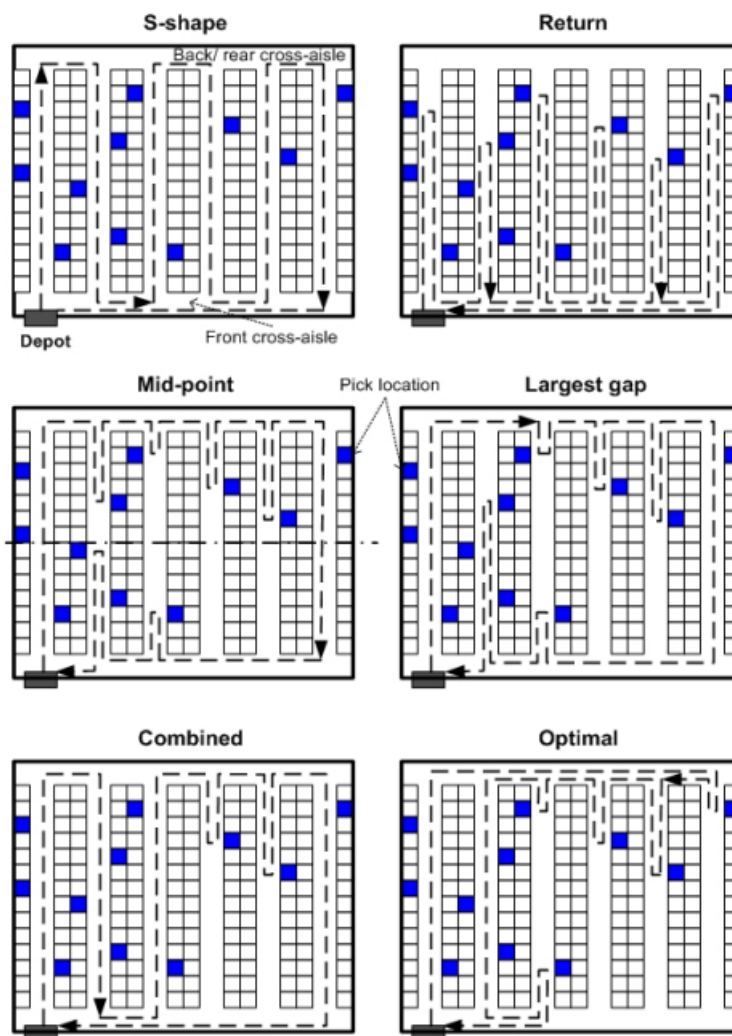 S-shape
Return
Back/ rear cross-aisle
Depot
Front cross-aisle
Mid-point
Pick location
Largest gap
Combined
Optimal